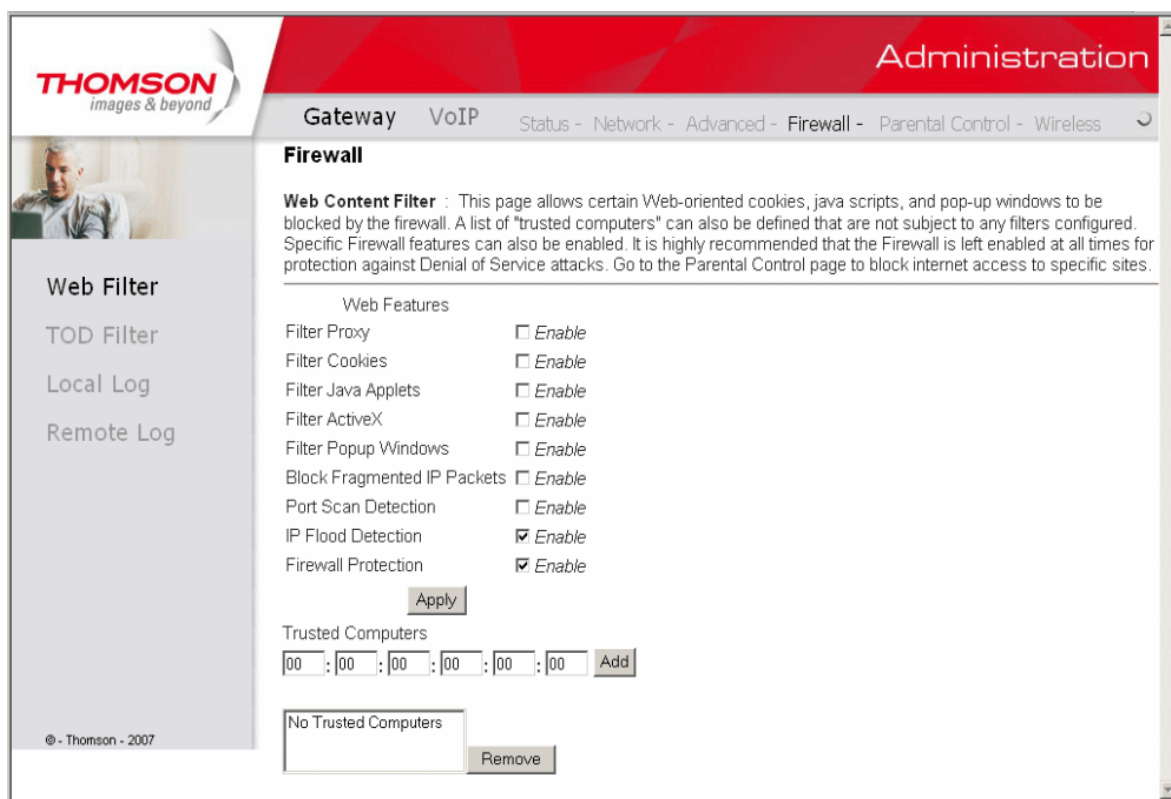 THOMSON
images & beyond
Administration
Gateway VoIP Status - Network - Advanced - Firewall - Parental Control - Wireless
Firewall
Web Content Filter : This page allows certain Web-oriented cookies, java scripts, and pop-up windows to be
blocked by the firewall. A list of "trusted computers" can also be defined that are not subject to any filters configured.
Specific Firewall features can also be enabled. It is highly recommended that the Firewall is left enabled at all times for
protection against Denial of Service attacks. Go to the Parental Control page to block internet access to specific sites.
Web Filter
TOD Filter
Local Log
Remote Log
Web Features
Filter Proxy Enable
Filter Cookies Enable
Filter Java Applets Enable
Filter ActiveX Enable
Filter Popup Windows Enable
Block Fragmented IP Packets Enable
Port Scan Detection Enable
IP Flood Detection Enable
Firewall Protection Enable
Apply
Trusted Computers
00 : 00 : 00 : 00 : 00 : 00 Add
No Trusted Computers
Remove
© - Thomson - 2007